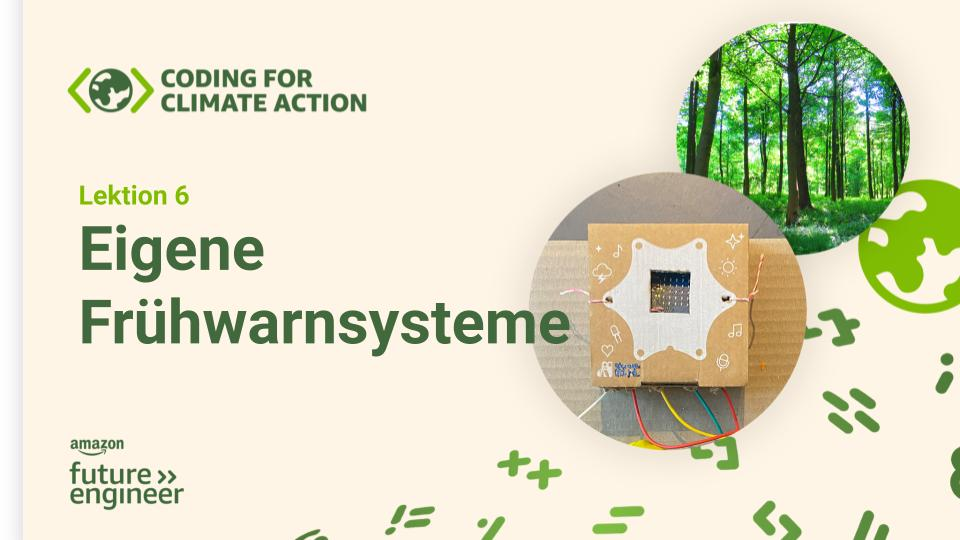 CODING FOR
CLIMATE ACTION
Lektion 6
Eigene
Frühwarnsysteme
amazon
future
engineer